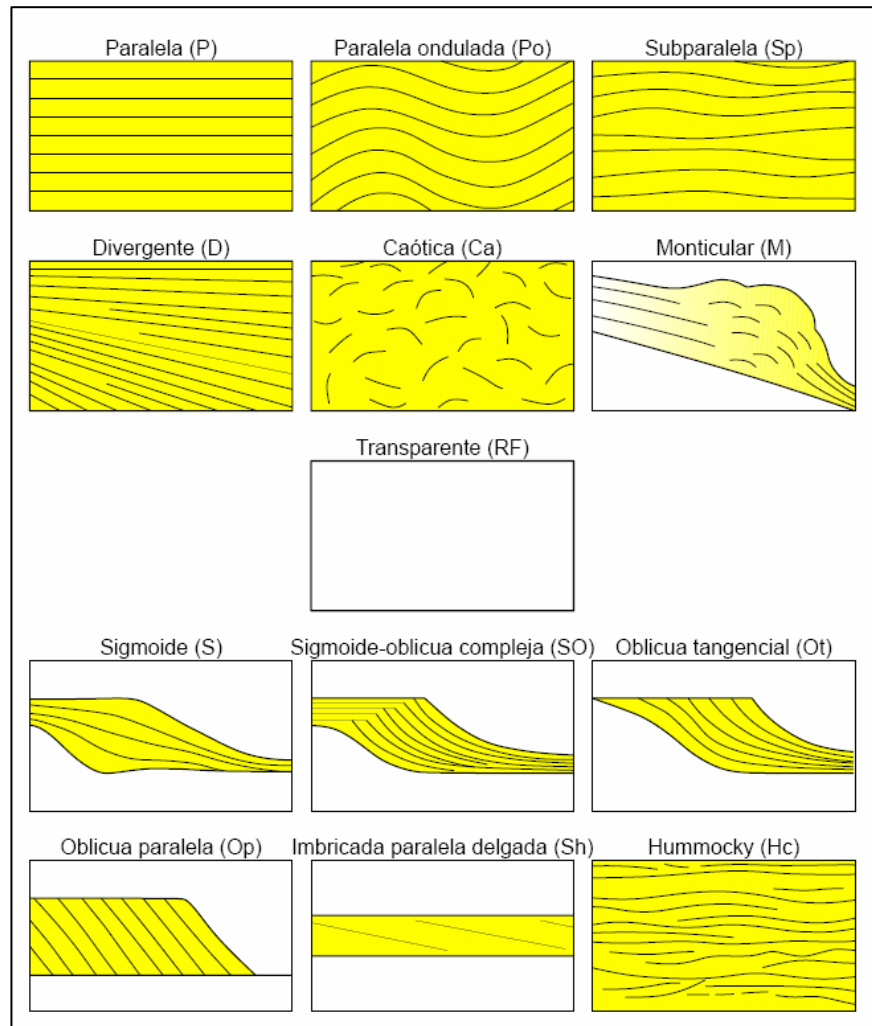 Paralela (P)
Paralela ondulada (Po)
Subparalela (Sp)
Divergente (D)
Caótica (Ca)
Monticular (M)
Transparente (RF)
Sigmoide (S)
Sigmoide-oblicua compleja (SO)
Oblicua tangencial (Ot)
Oblicua paralela (Op)
Imbricada paralela delgada (Sh)
Hummocky (Hc)